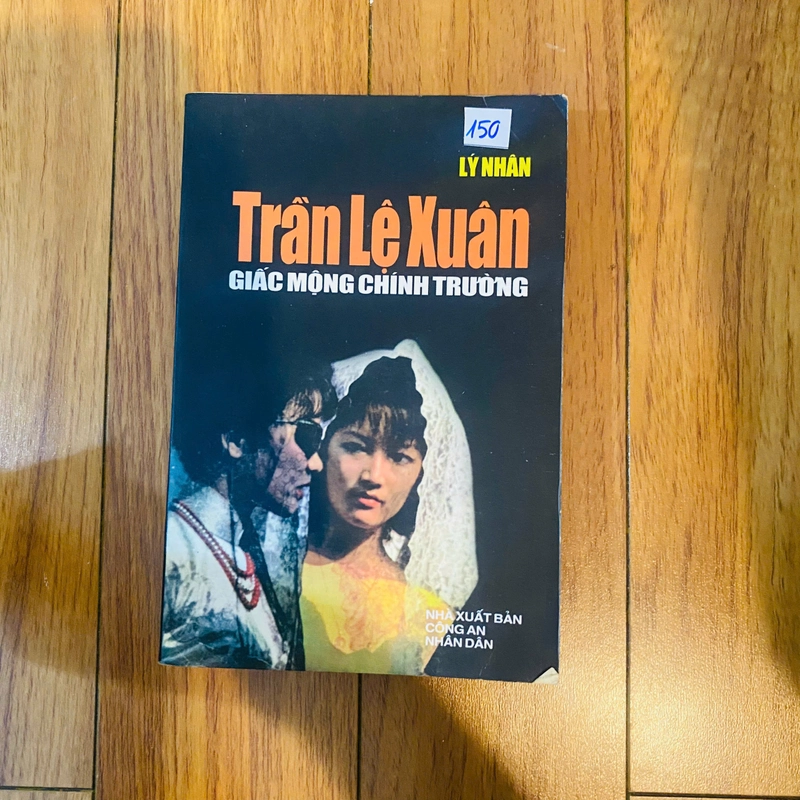 150
LÝ NHÂN
Trần Lệ Xuân
GIẤC MỘNG CHÍNH TRƯỜNG
NHÀ XUẤT BẢN
CÔNG AN
NHÂN DÂN